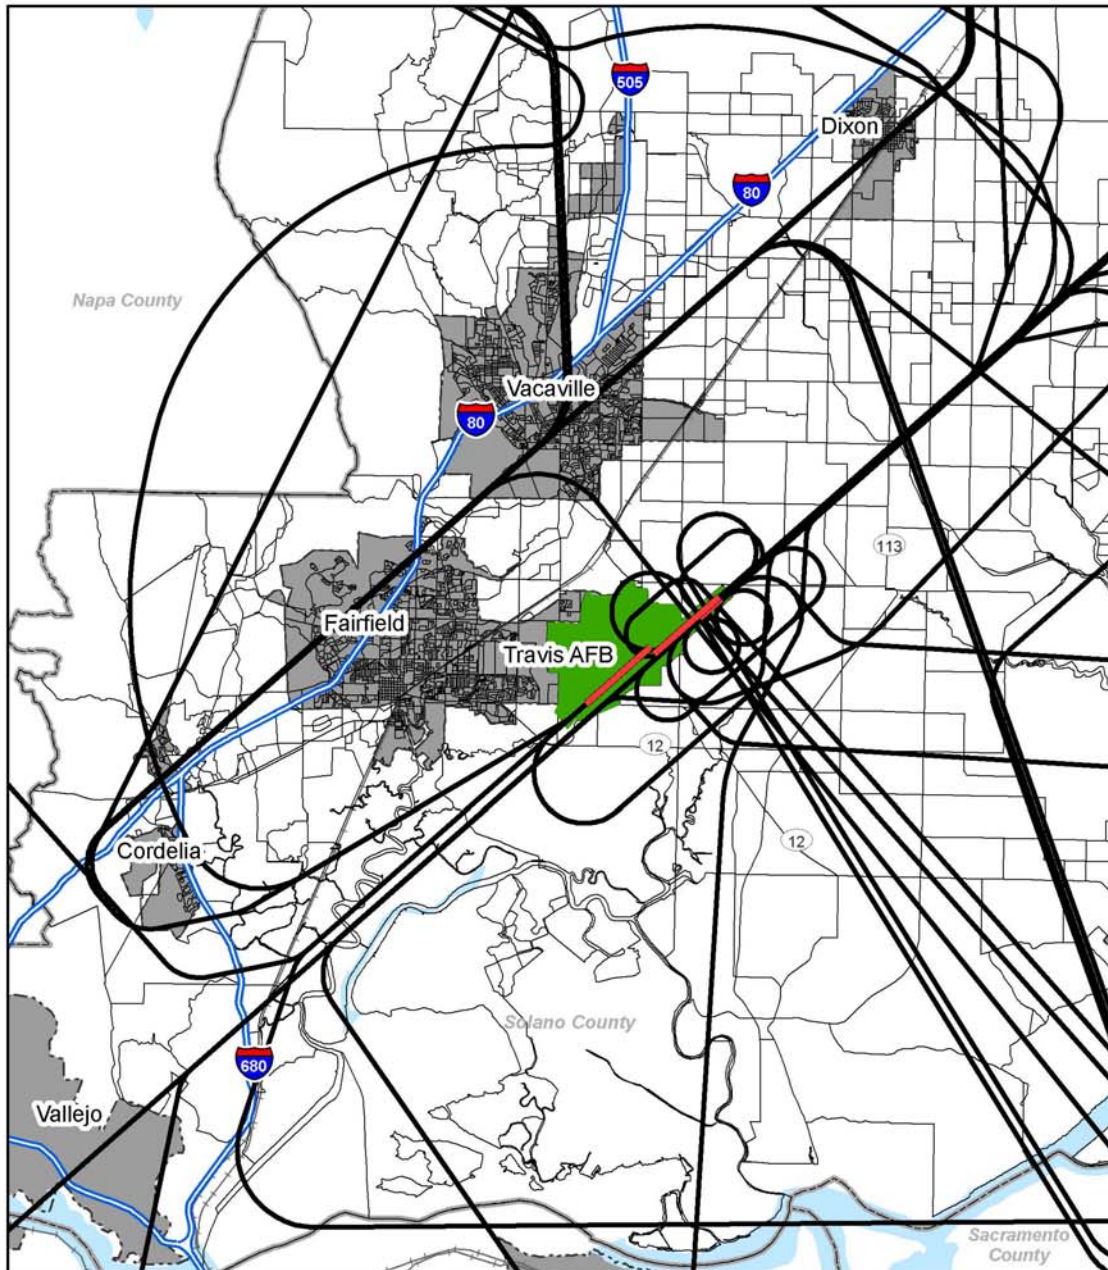 505
Dixon
80
Napa County
Vacaville
80
113
Fairfield
Travis AFB
12
12
Cordelia
Solano County
680
Vallejo
Sacramento
County